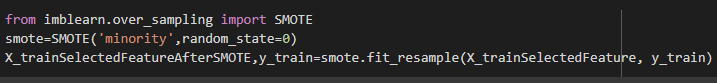 from imblearn.over_sampling import SMOTE
smote=SMOTE('minority',random_state=0)
X_trainSelectedFeatureAfterSMOTE,y_train=smote.fit_resample(X_trainSelectedFeature, y_train)